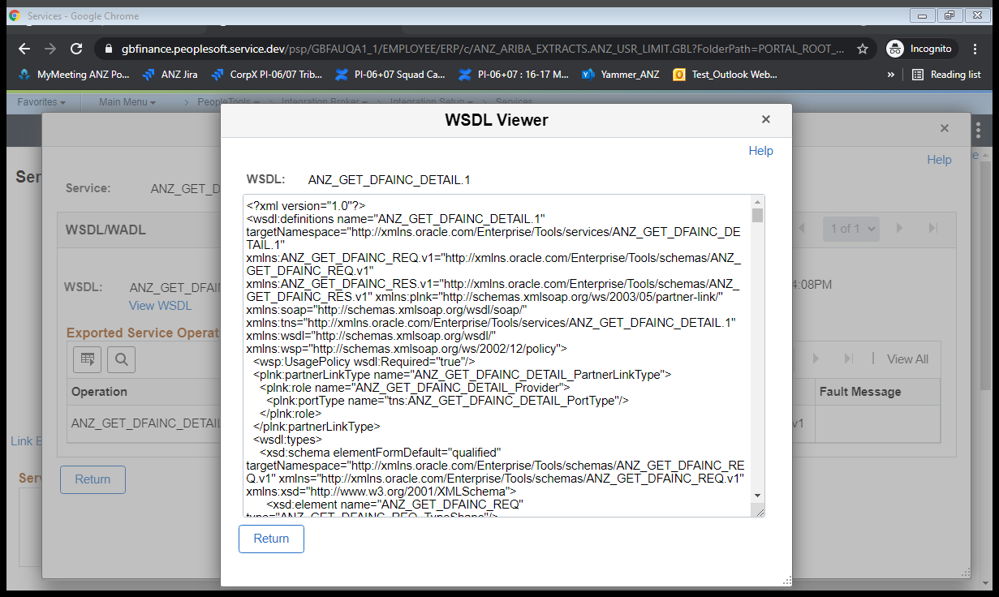 Services - Google Chrome
gbfinance.peoplesoft.service.dev/psp/GBFAUQA1_1/EMPLOYEE/ERP/c/ANZ_ARIBA_EXTRACTS.ANZ_USR_LIMIT.GBL?FolderPath=PORTAL_ROOT_... Incognito
MyMeeting ANZ Po... ANZ Jira CorpX PI-06/07 Trib... PI-06+07 Squad Ca... PI-06+07 : 16-17 M... Yammer_ANZ Test_Outlook Web... » Reading list
Favorites Main Menu > PeopleTools > Integration Broker > Integration Setup > Services
WSDL Viewer
Help
Help
Ser
Service: ANZ_GET_D
WSDL: ANZ_GET_DFAINC_DETAIL.1
WSDL/WADL
1 of 1
<?xml version="1.0"?>
<wsdl:definitions name="ANZ_GET_DFAINC_DETAIL.1"
targetNamespace="http://xmlns.oracle.com/Enterprise/Tools/services/ANZ_GET_DFAINC_DE
TAIL.1"
xmlns:ANZ_GET_DFAINC_REQ.v1="http://xmlns.oracle.com/Enterprise/Tools/schemas/ANZ_
GET_DFAINC_REQ.v1"
xmlns:ANZ_GET_DFAINC_RES.v1="http://xmlns.oracle.com/Enterprise/Tools/schemas/ANZ_
GET_DFAINC_RES.v1" xmlns:plnk="http://schemas.xmlsoap.org/ws/2003/05/partner-link/"
xmlns:soap="http://schemas.xmlsoap.org/wsdl/soap/"
xmlns:tns="http://xmlns.oracle.com/Enterprise/Tools/services/ANZ_GET_DFAINC_DETAIL.1"
xmlns:wsdl="http://schemas.xmlsoap.org/wsdl/"
xmlns:wsp="http://schemas.xmlsoap.org/ws/2002/12/policy">
<wsp:UsagePolicy wsdl:Required="true"/>
<plnk:partnerLinkType name="ANZ_GET_DFAINC_DETAIL_PartnerLinkType">
<plnk:role name="ANZ_GET_DFAINC_DETAIL_Provider">
<plnk:portType name="tns:ANZ_GET_DFAINC_DETAIL_PortType"/>
</plnk:role>
</plnk:partnerLinkType>
<wsdl:types>
<xsd:schema elementFormDefault="qualified"
targetNamespace="http://xmlns.oracle.com/Enterprise/Tools/schemas/ANZ_GET_DFAINC_RE
Q.v1" xmlns="http://xmlns.oracle.com/Enterprise/Tools/schemas/ANZ_GET_DFAINC_REQ.v1"
xmlns:xsd="http://www.w3.org/2001/XMLSchema">
<xsd:element name="ANZ_GET_DFAINC_REQ"
type="ANZ_GET_DFAINC_REQ_TypeShape"/>
WSDL: ANZ_GET_DFAIN
4:08PM
View WSDL
Exported Service Operat
View All
Operation
Fault Message
ANZ_GET_DFAINC_DETAIL
v1
Link E
Serv
Return
Return